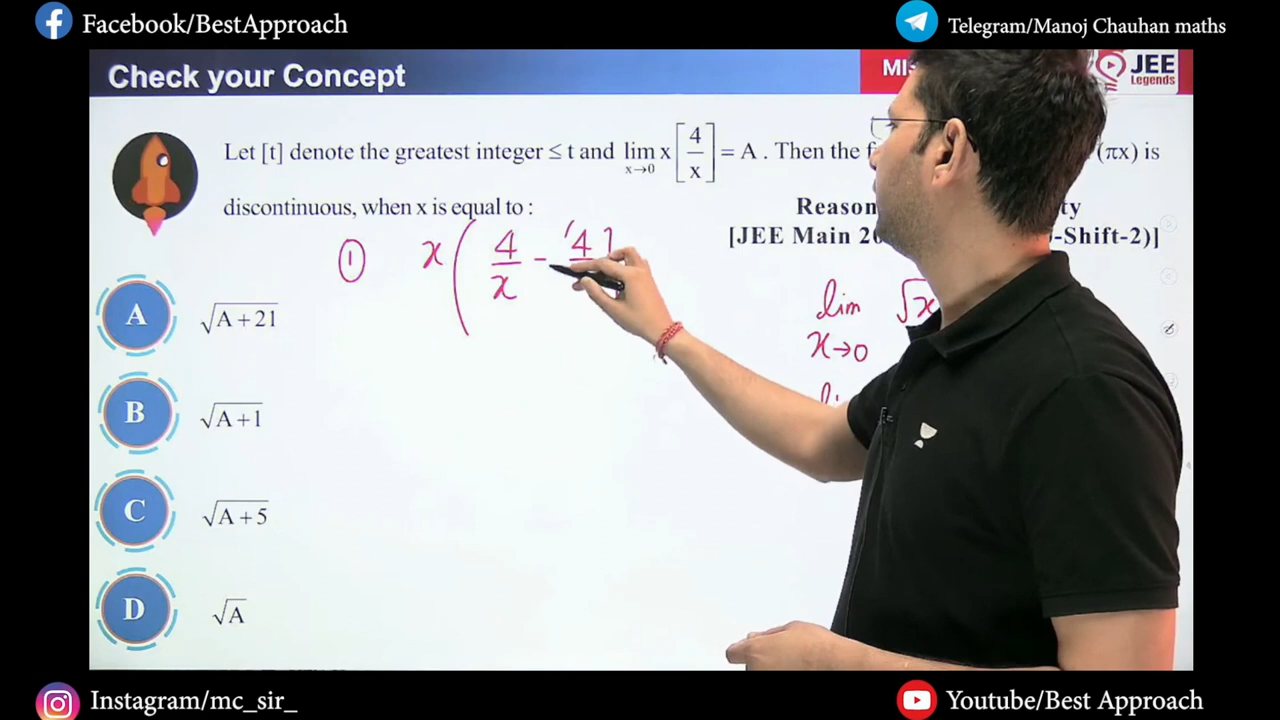 Facebook/BestApproach
Telegram/Manoj Chauhan maths
Check your Concept
JEE
Legends
Let [t] denote the greatest integer ≤ t and lim x→0 x [4/x] = A . Then the (πx) is
discontinuous, when x is equal to :
[JEE Main 20 -Shift-2)]
① x ( 4/x - 4
lim x→0 √x
A √A+21
B √A+1
C √A+5
D √A
Instagram/mc_sir_
Youtube/Best Approach